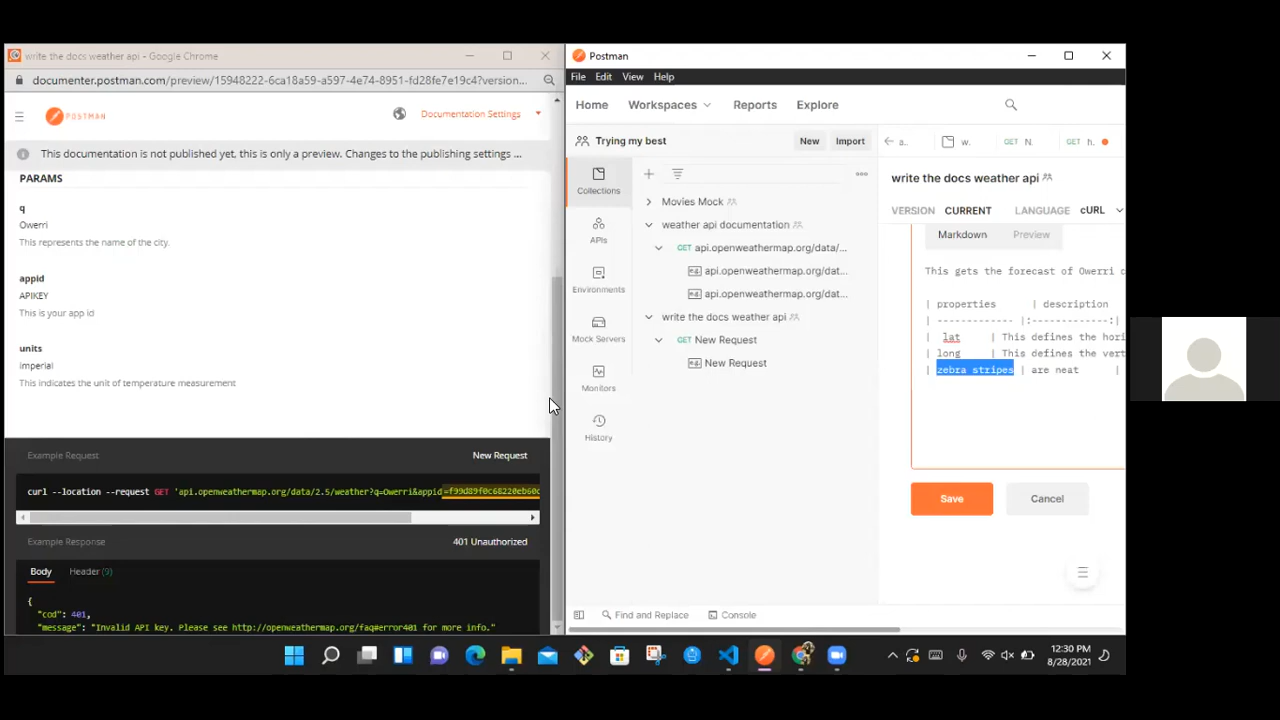 write the docs weather api - Google Chrome
documenter.postman.com/preview/15948222-6ca18a59-a597-4e74-8951-fd28fe7e19c4?version...
POSTMAN
Documentation Settings
This documentation is not published yet, this is only a preview. Changes to the publishing settings ...
PARAMS
q
Owerri
This represents the name of the city.
appid
APIKEY
This is your app id
units
imperial
This indicates the unit of temperature measurement
Example Request
New Request
curl --location --request GET 'api.openweathermap.org/data/2.5/weather?q=Owerri&appid
Example Response
401 Unauthorized
Body
Header (9)
{
"cod": 401,
"message": "Invalid API key. Please see http://openweathermap.org/faq#error401 for more info."
Postman
File Edit View Help
Home Workspaces Reports Explore
Trying my best
New Import
a..
w.
GET N.
GET h.
Collections
APIs
Environments
Mock Servers
Monitors
History
Movies Mock
weather api documentation
GET api.openweathermap.org/data/...
e.g. api.openweathermap.org/dat...
e.g. api.openweathermap.org/dat...
write the docs weather api
GET New Request
e.g. New Request
write the docs weather api
VERSION CURRENT LANGUAGE cURL
Markdown Preview
This gets the forecast of Owerri
| properties | description
| ------------ |:-------------:|
| lat | This defines the hori
| long | This defines the vert
| zebra stripes | are neat |
Save Cancel
Find and Replace Console
12:30 PM
8/28/2021